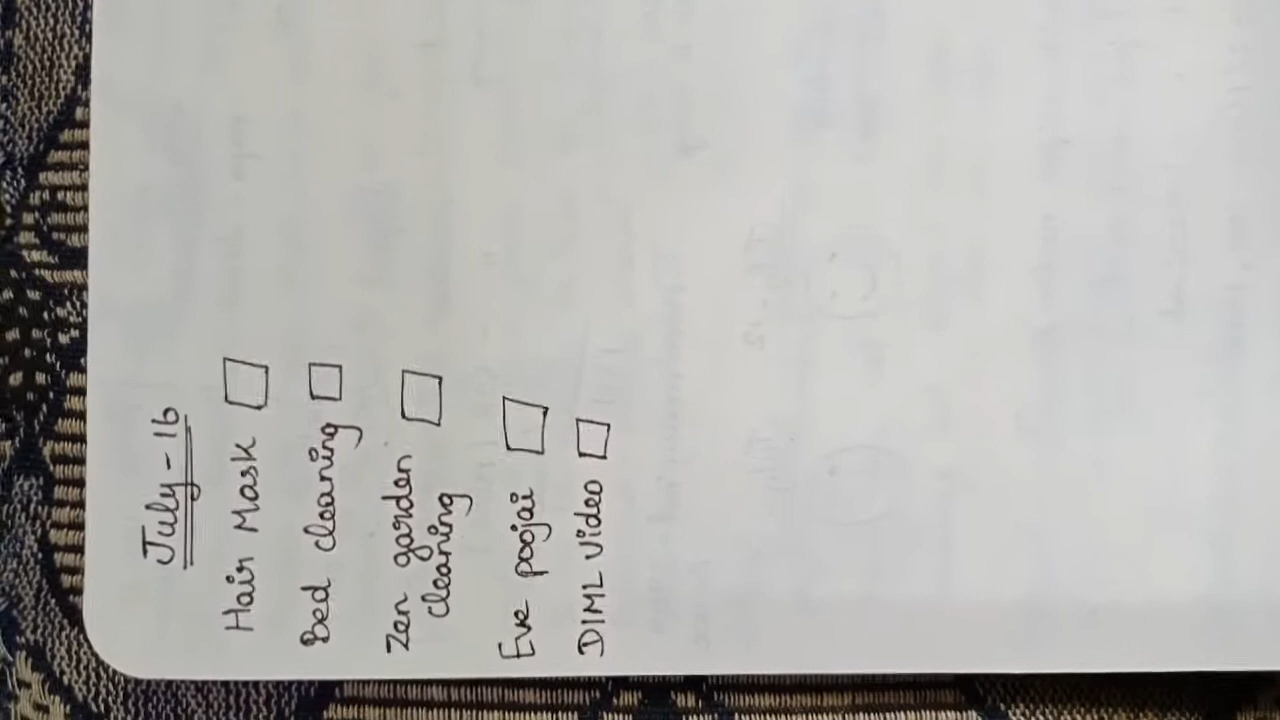 July - 16
Hair Mask
Bed cleaning
Zen garden
cleaning
Eve poojai
DIML video